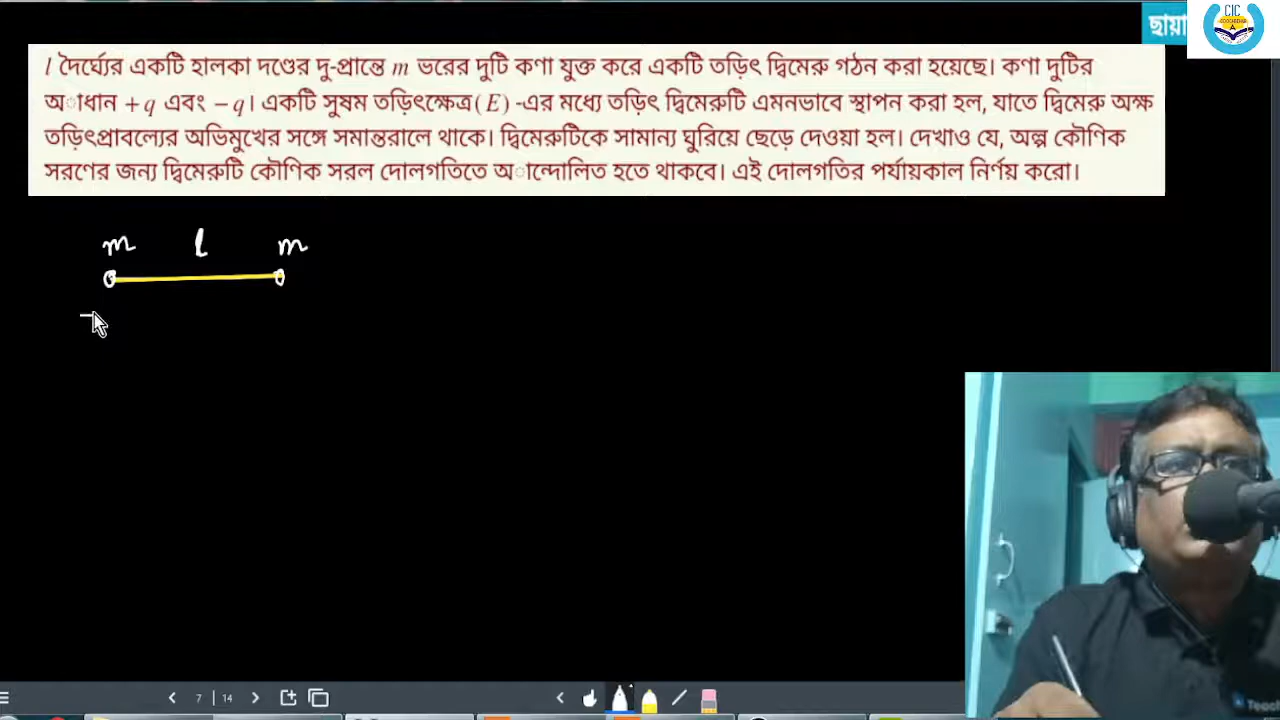 ছায়া
CIC
COOCHBEHAR
l দৈর্ঘ্যের একটি হালকা দণ্ডের দু-প্রান্তে m ভরের দুটি কণা যুক্ত করে একটি তড়িৎ দ্বিমেরু গঠন করা হয়েছে। কণা দুটির
অাধান +q এবং −q। একটি সুষম তড়িৎক্ষেত্র(E) -এর মধ্যে তড়িৎ দ্বিমেরুটি এমনভাবে স্থাপন করা হল, যাতে দ্বিমেরু অক্ষ
তড়িৎপ্রাবল্যের অভিমুখের সঙ্গে সমান্তরালে থাকে। দ্বিমেরুটিকে সামান্য ঘুরিয়ে ছেড়ে দেওয়া হল। দেখাও যে, অল্প কৌণিক
সরণের জন্য দ্বিমেরুটি কৌণিক সরল দোলগতিতে অান্দোলিত হতে থাকবে। এই দোলগতির পর্যায়কাল নির্ণয় করো।
m l m
7 | 14